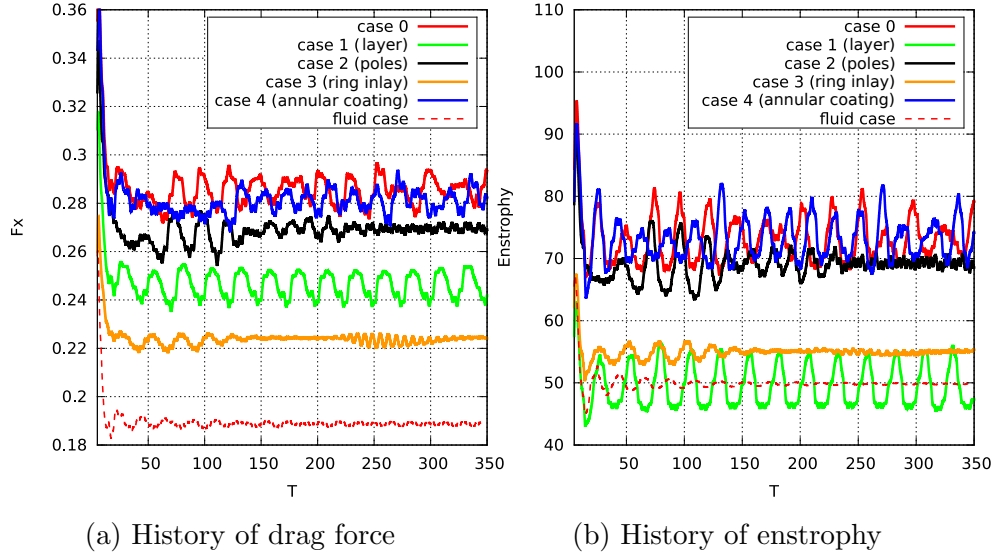 0.36
0.34
0.32
0.3
0.28
0.26
0.24
0.22
0.2
0.18
Fx
case 0
case 1 (layer)
case 2 (poles)
case 3 (ring inlay)
case 4 (annular coating)
fluid case
50 100 150 200 250 300 350
T
(a) History of drag force
110
100
90
80
70
60
50
40
Enstrophy
case 0
case 1 (layer)
case 2 (poles)
case 3 (ring inlay)
case 4 (annular coating)
fluid case
50 100 150 200 250 300 350
T
(b) History of enstrophy